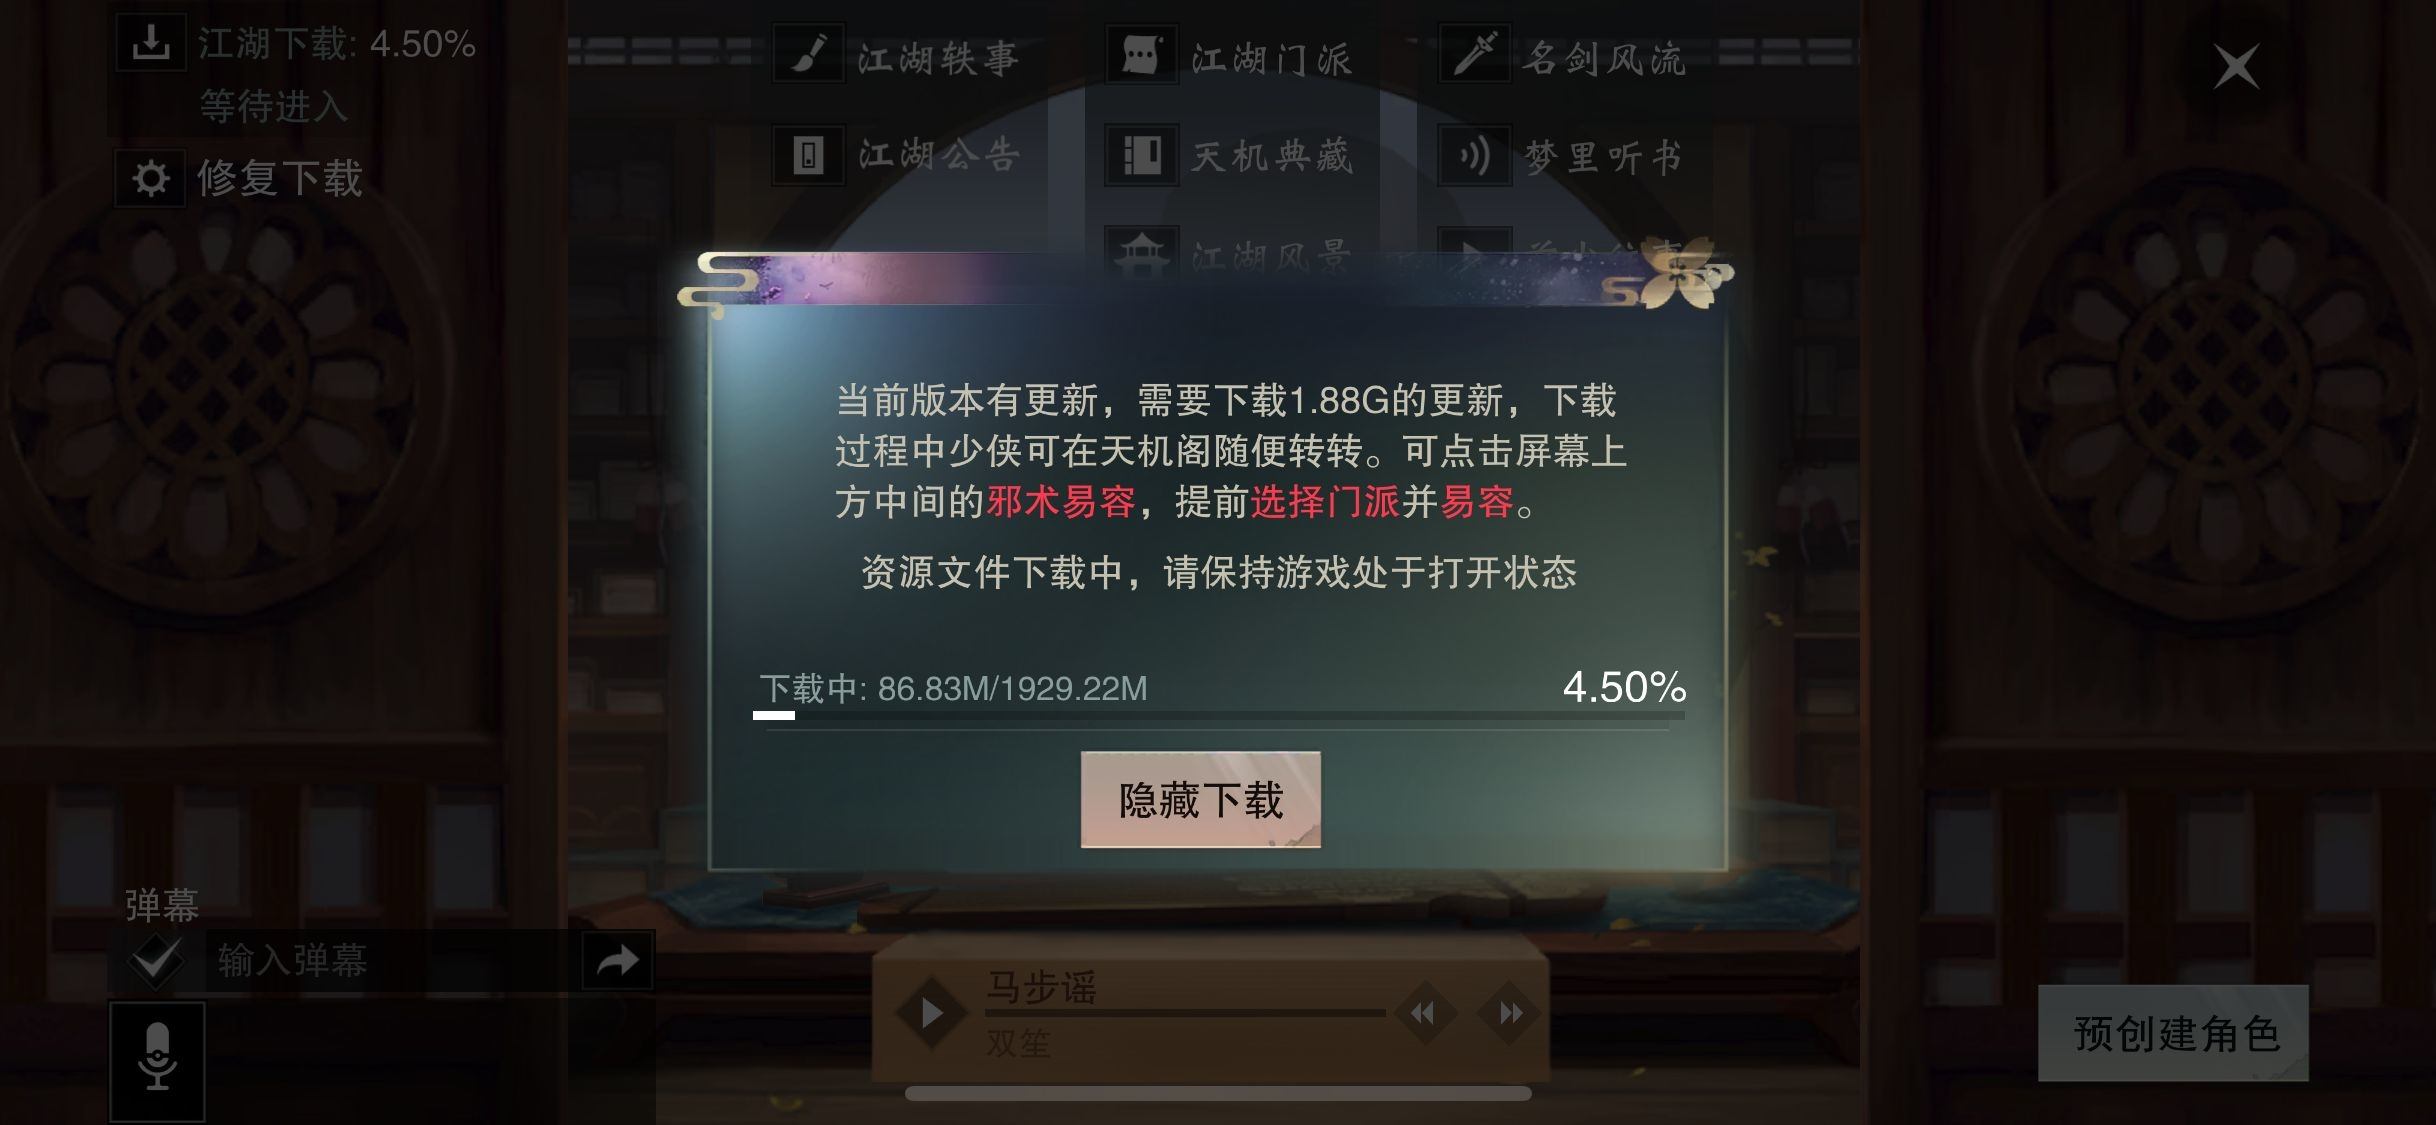 江湖下载: 4.50%
等待进入
修复下载
江湖轶事
江湖门派
名剑风流
江湖公告
天机典藏
梦里听书
江湖风景
当前版本有更新，需要下载1.88G的更新，下载
过程中少侠可在天机阁随便转转。可点击屏幕上
方中间的邪术易容，提前选择门派并易容。
资源文件下载中，请保持游戏处于打开状态
下载中: 86.83M/1929.22M
4.50%
隐藏下载
弹幕
输入弹幕
马步谣
双笙
预创建角色